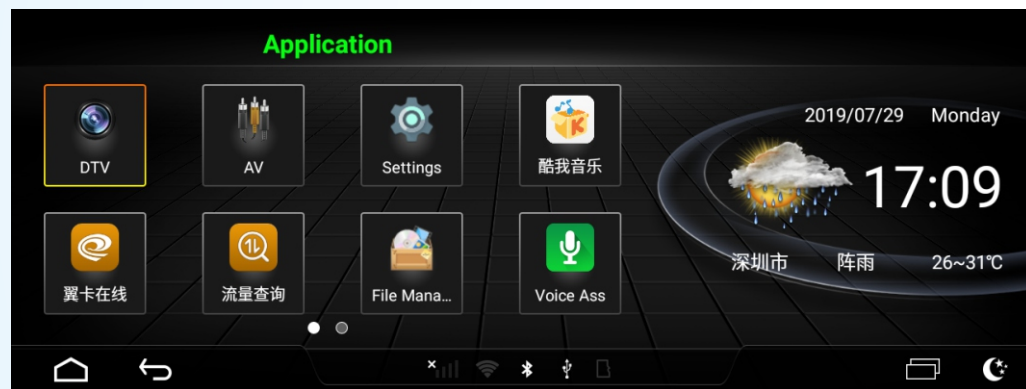 Application
DTV
AV
Settings
酷我音乐
翼卡在线
流量查询
File Mana...
Voice Ass
2019/07/29 Monday
17:09
深圳市 阵雨 26~31℃